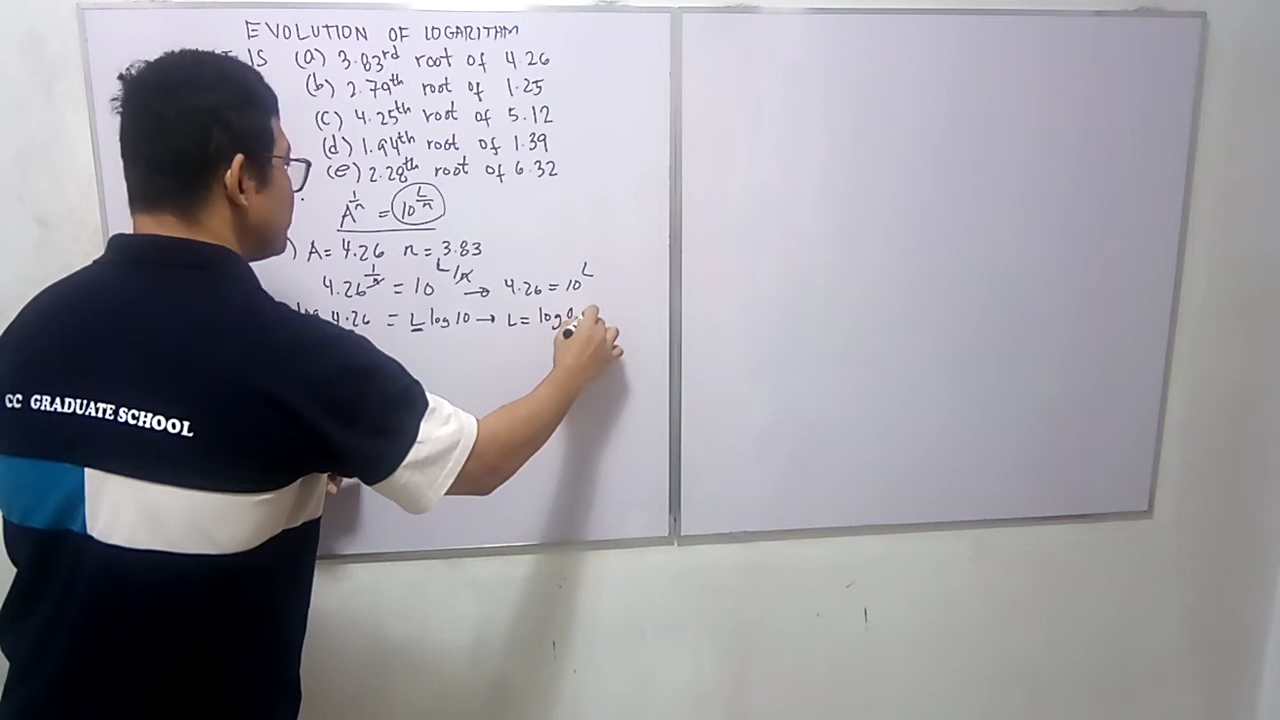 EVOLUTION OF LOGARITHM
IS (a) 3.83rd root of 4.26
(b) 2.79th root of 1.25
(c) 4.25th root of 5.12
(d) 1.94th root of 1.39
(e) 2.28th root of 6.32
A^(1/n) = 10^(L/n)
) A = 4.26 n = 3.83
4.26^(1/n) = 10^(L/n) → 4.26 = 10^L
log 4.26 = L log 10 → L = log
CC GRADUATE SCHOOL